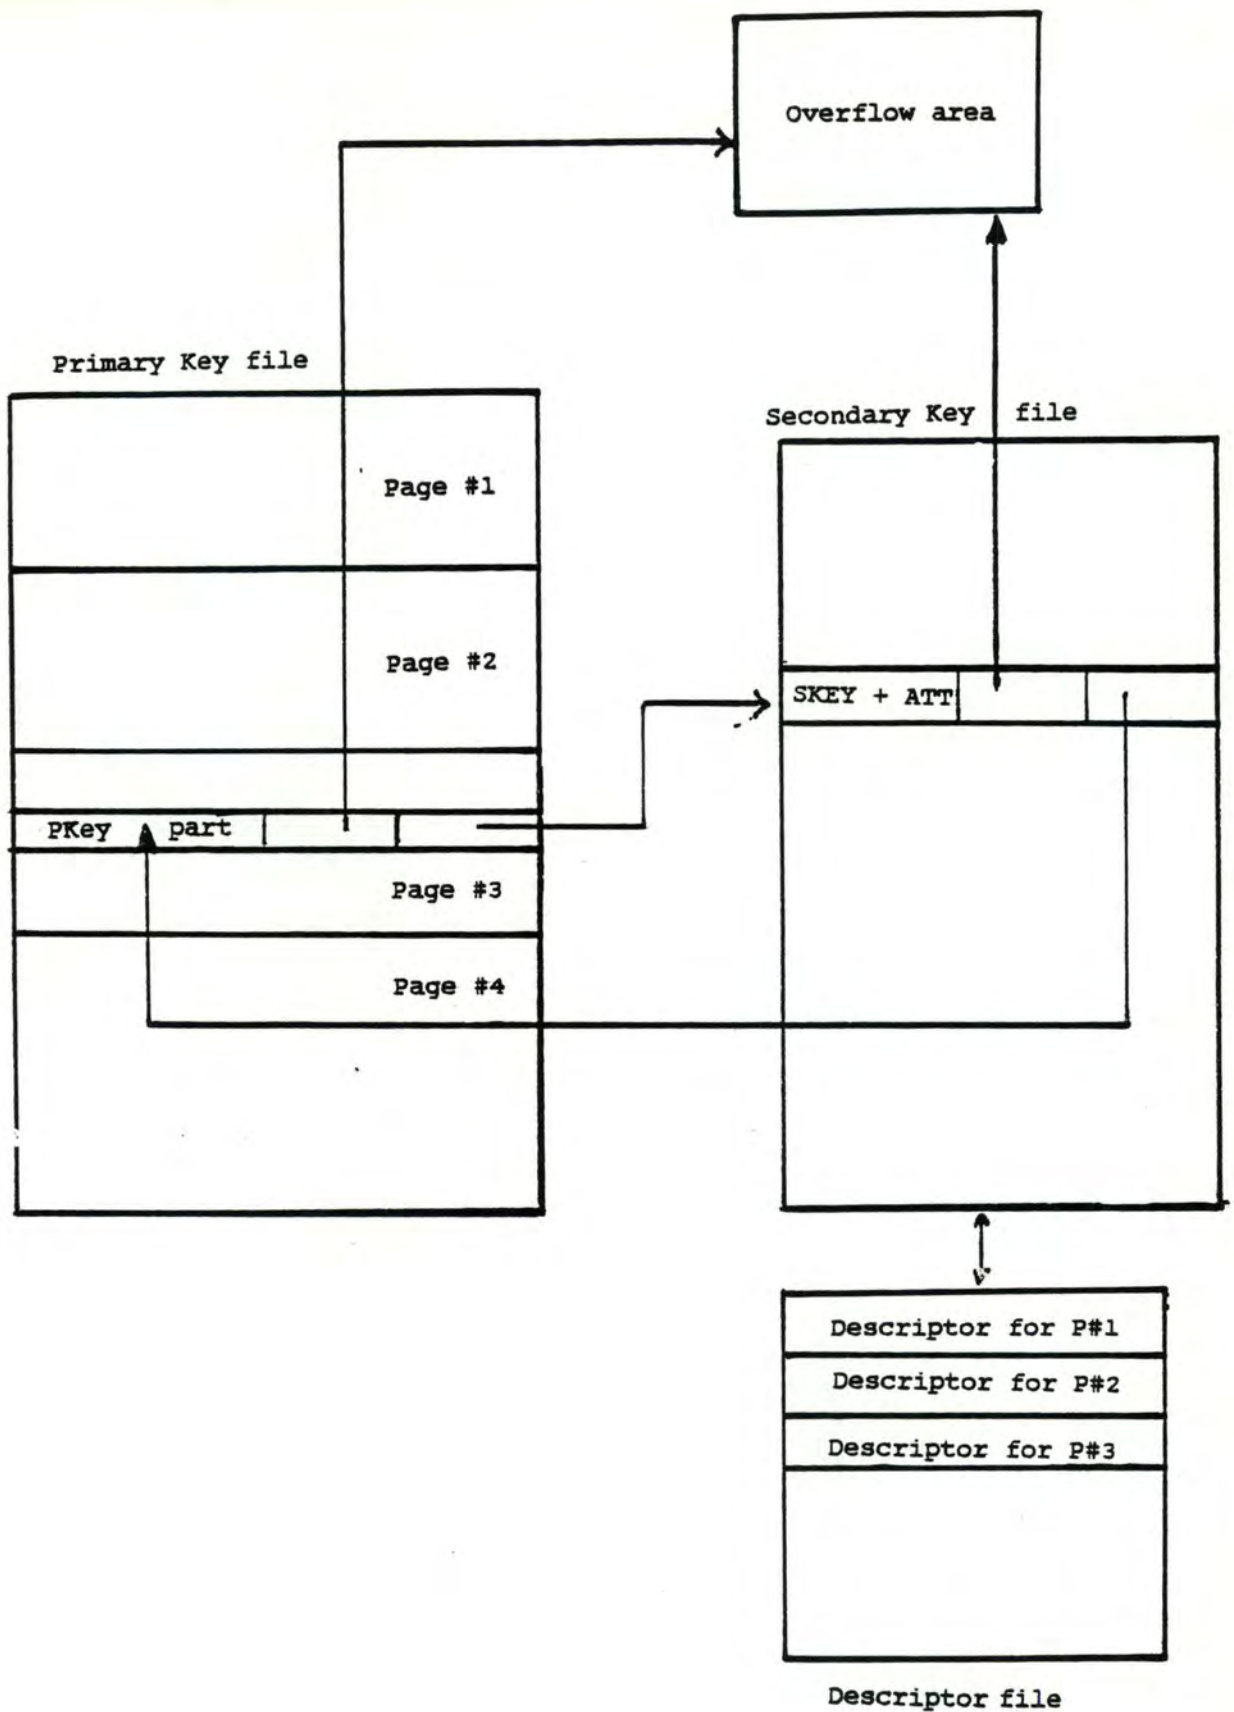 Overflow area
Primary Key file
Secondary Key file
Page #1
Page #2
SKEY + ATT
PKey part
Page #3
Page #4
Descriptor for P#1
Descriptor for P#2
Descriptor for P#3
Descriptor file